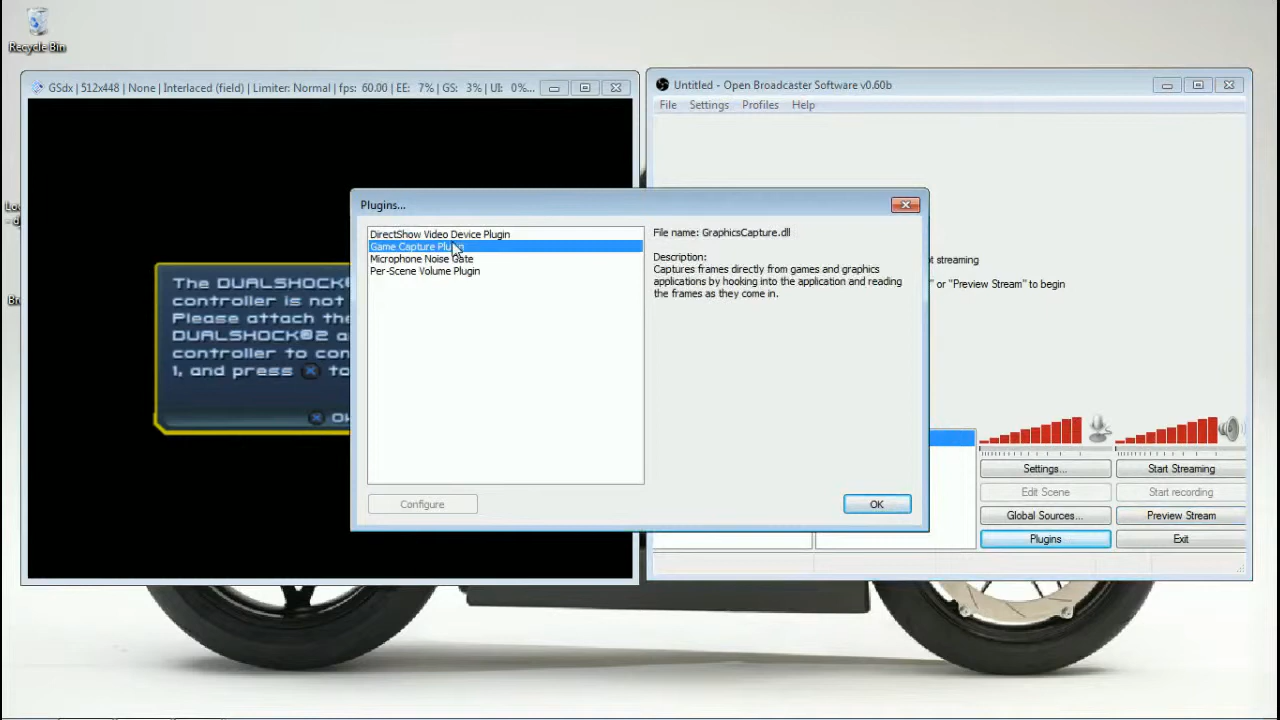 Recycle Bin
GSdx | 512x448 | None | Interlaced (field) | Limiter: Normal | fps: 60.00 | EE: 7% | GS: 3% | UI: 0%...
The DUALSHOCK®
controller is not
Please attach the
DUALSHOCK®2 a
controller to con
1, and press to
Untitled - Open Broadcaster Software v0.60b
File Settings Profiles Help
Plugins...
DirectShow Video Device Plugin
Game Capture Plugin
Microphone Noise Gate
Per-Scene Volume Plugin
File name: GraphicsCapture.dll
Description:
Captures frames directly from games and graphics
applications by hooking into the application and reading
the frames as they come in.
Configure
OK
t streaming
" or "Preview Stream" to begin
Settings... Start Streaming
Edit Scene Start recording
Global Sources... Preview Stream
Plugins Exit